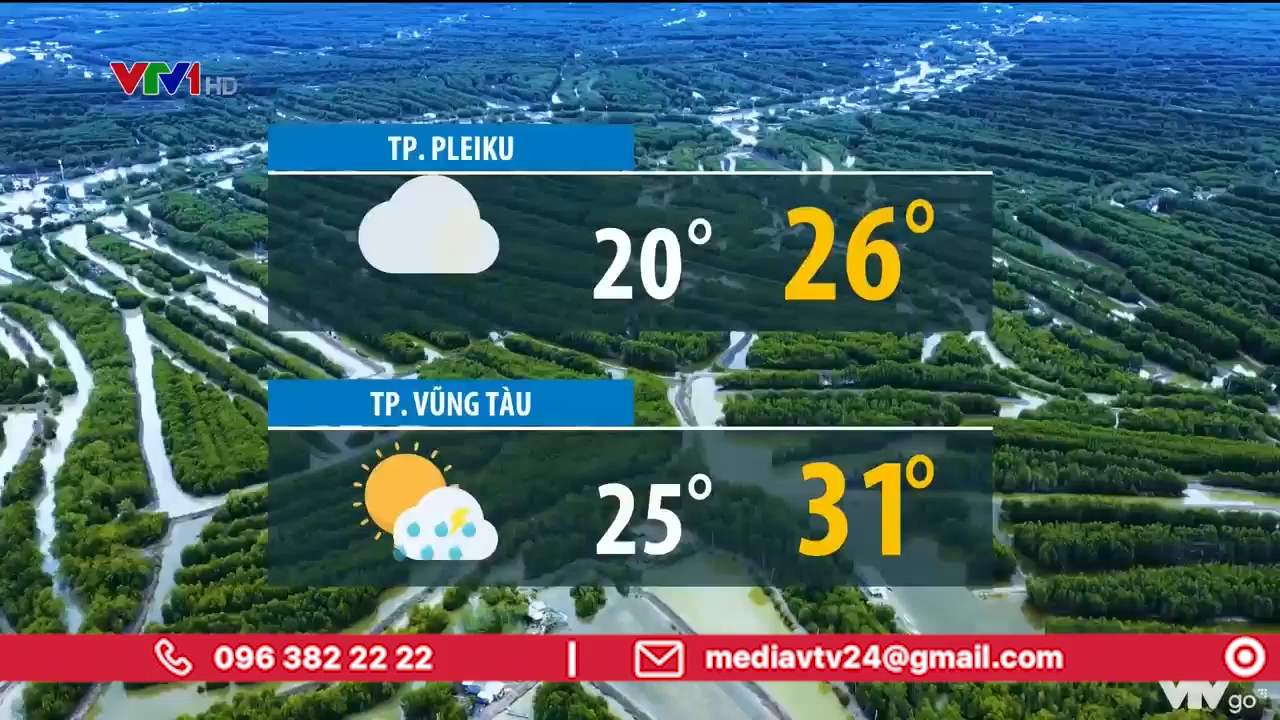 VTV1 HD
TP. PLEIKU
20° 26°
TP. VŨNG TÀU
25° 31°
096 382 22 22 | mediavtv24@gmail.com
VTV go